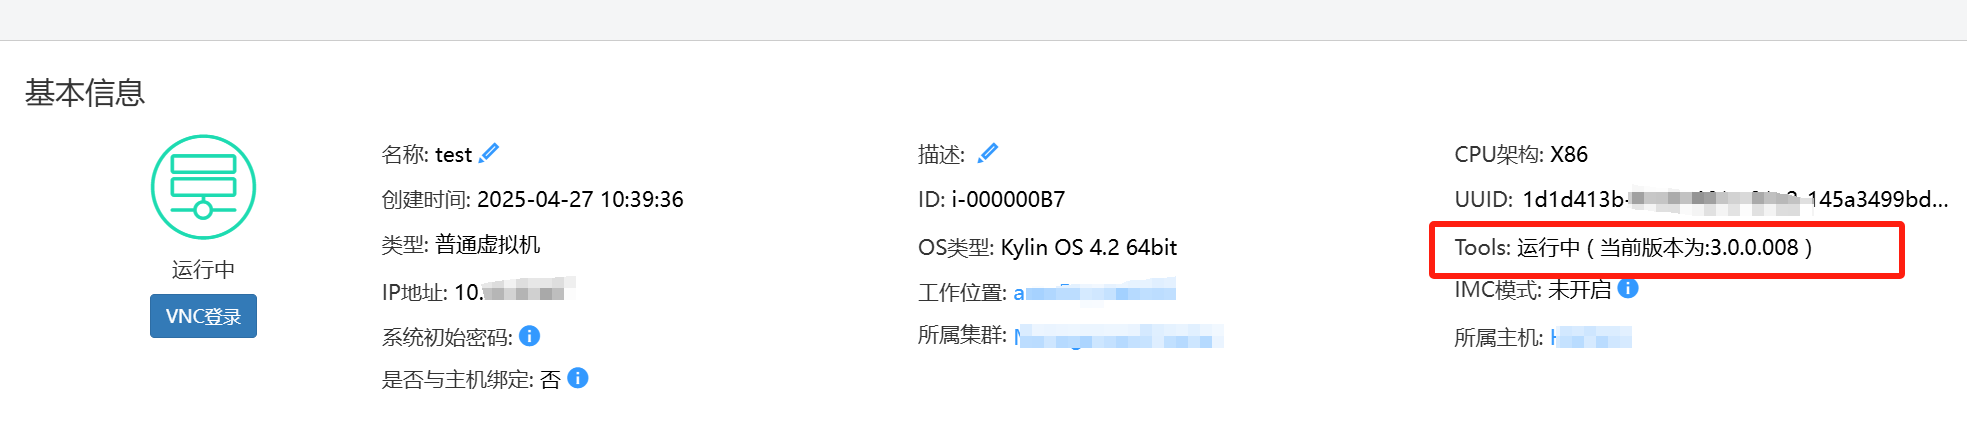 基本信息
运行中
VNC登录
名称: test
创建时间: 2025-04-27 10:39:36
类型: 普通虚拟机
IP地址: 10.
系统初始密码:
是否与主机绑定: 否
描述:
ID: i-000000B7
OS类型: Kylin OS 4.2 64bit
工作位置: a
所属集群:
CPU架构: X86
UUID: 1d1d413b- 145a3499bd...
Tools: 运行中 ( 当前版本为:3.0.0.008 )
IMC模式: 未开启
所属主机: